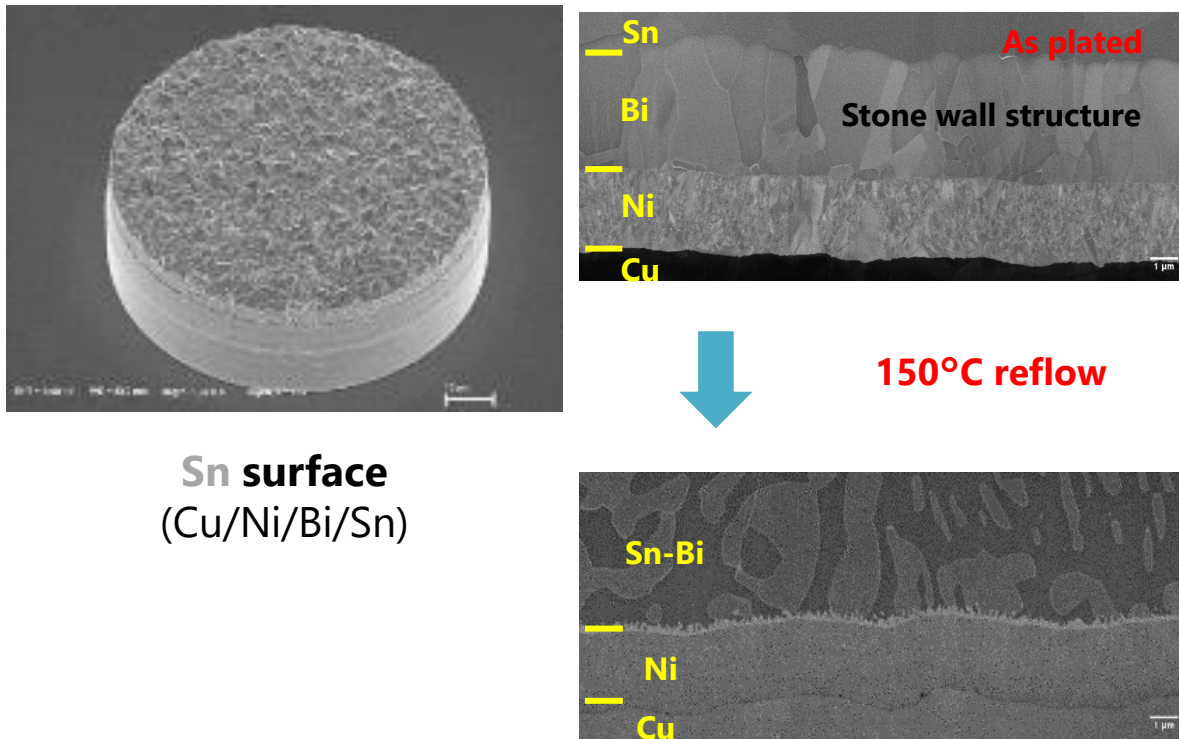 Sn surface
(Cu/Ni/Bi/Sn)
Sn
As plated
Bi
Stone wall structure
Ni
Cu
1 µm
150°C reflow
Sn-Bi
Ni
Cu
1 µm